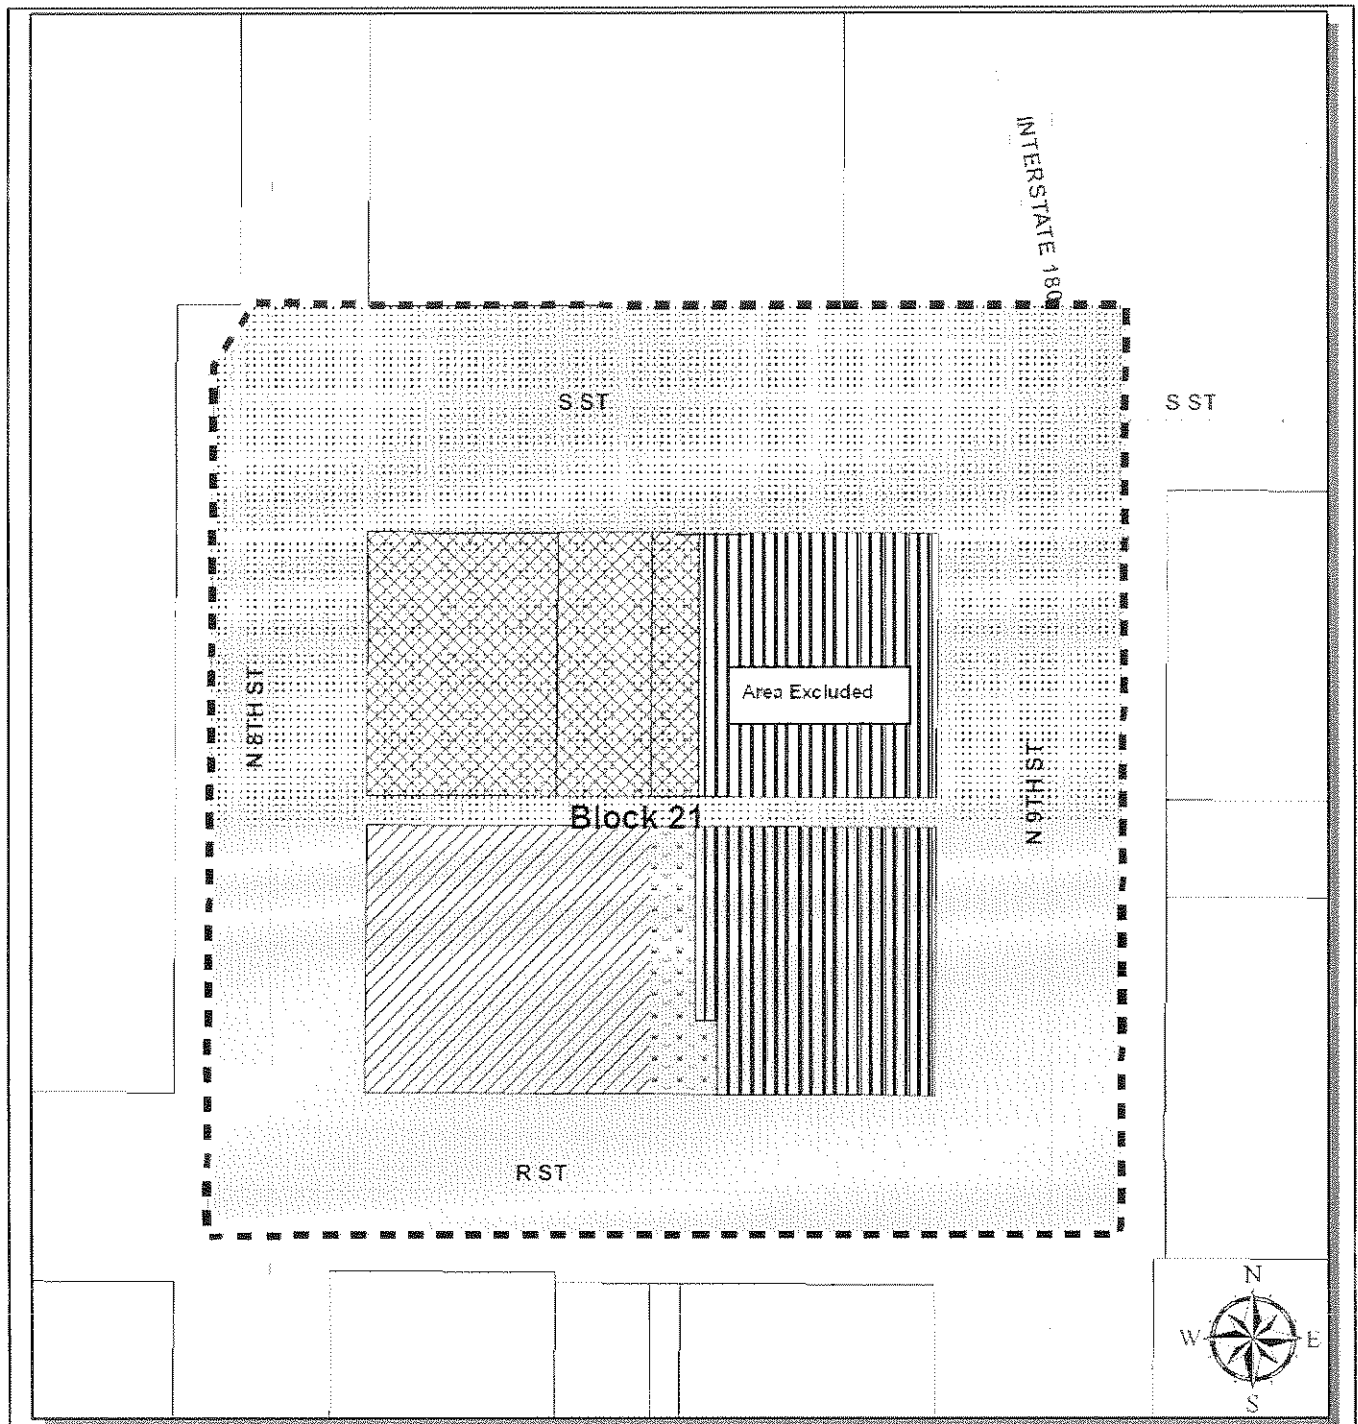 INTERSTATE 180
S ST
S ST
N 8TH ST
Area Excluded
N 9TH ST
Block 21
R ST
N
W
E
S